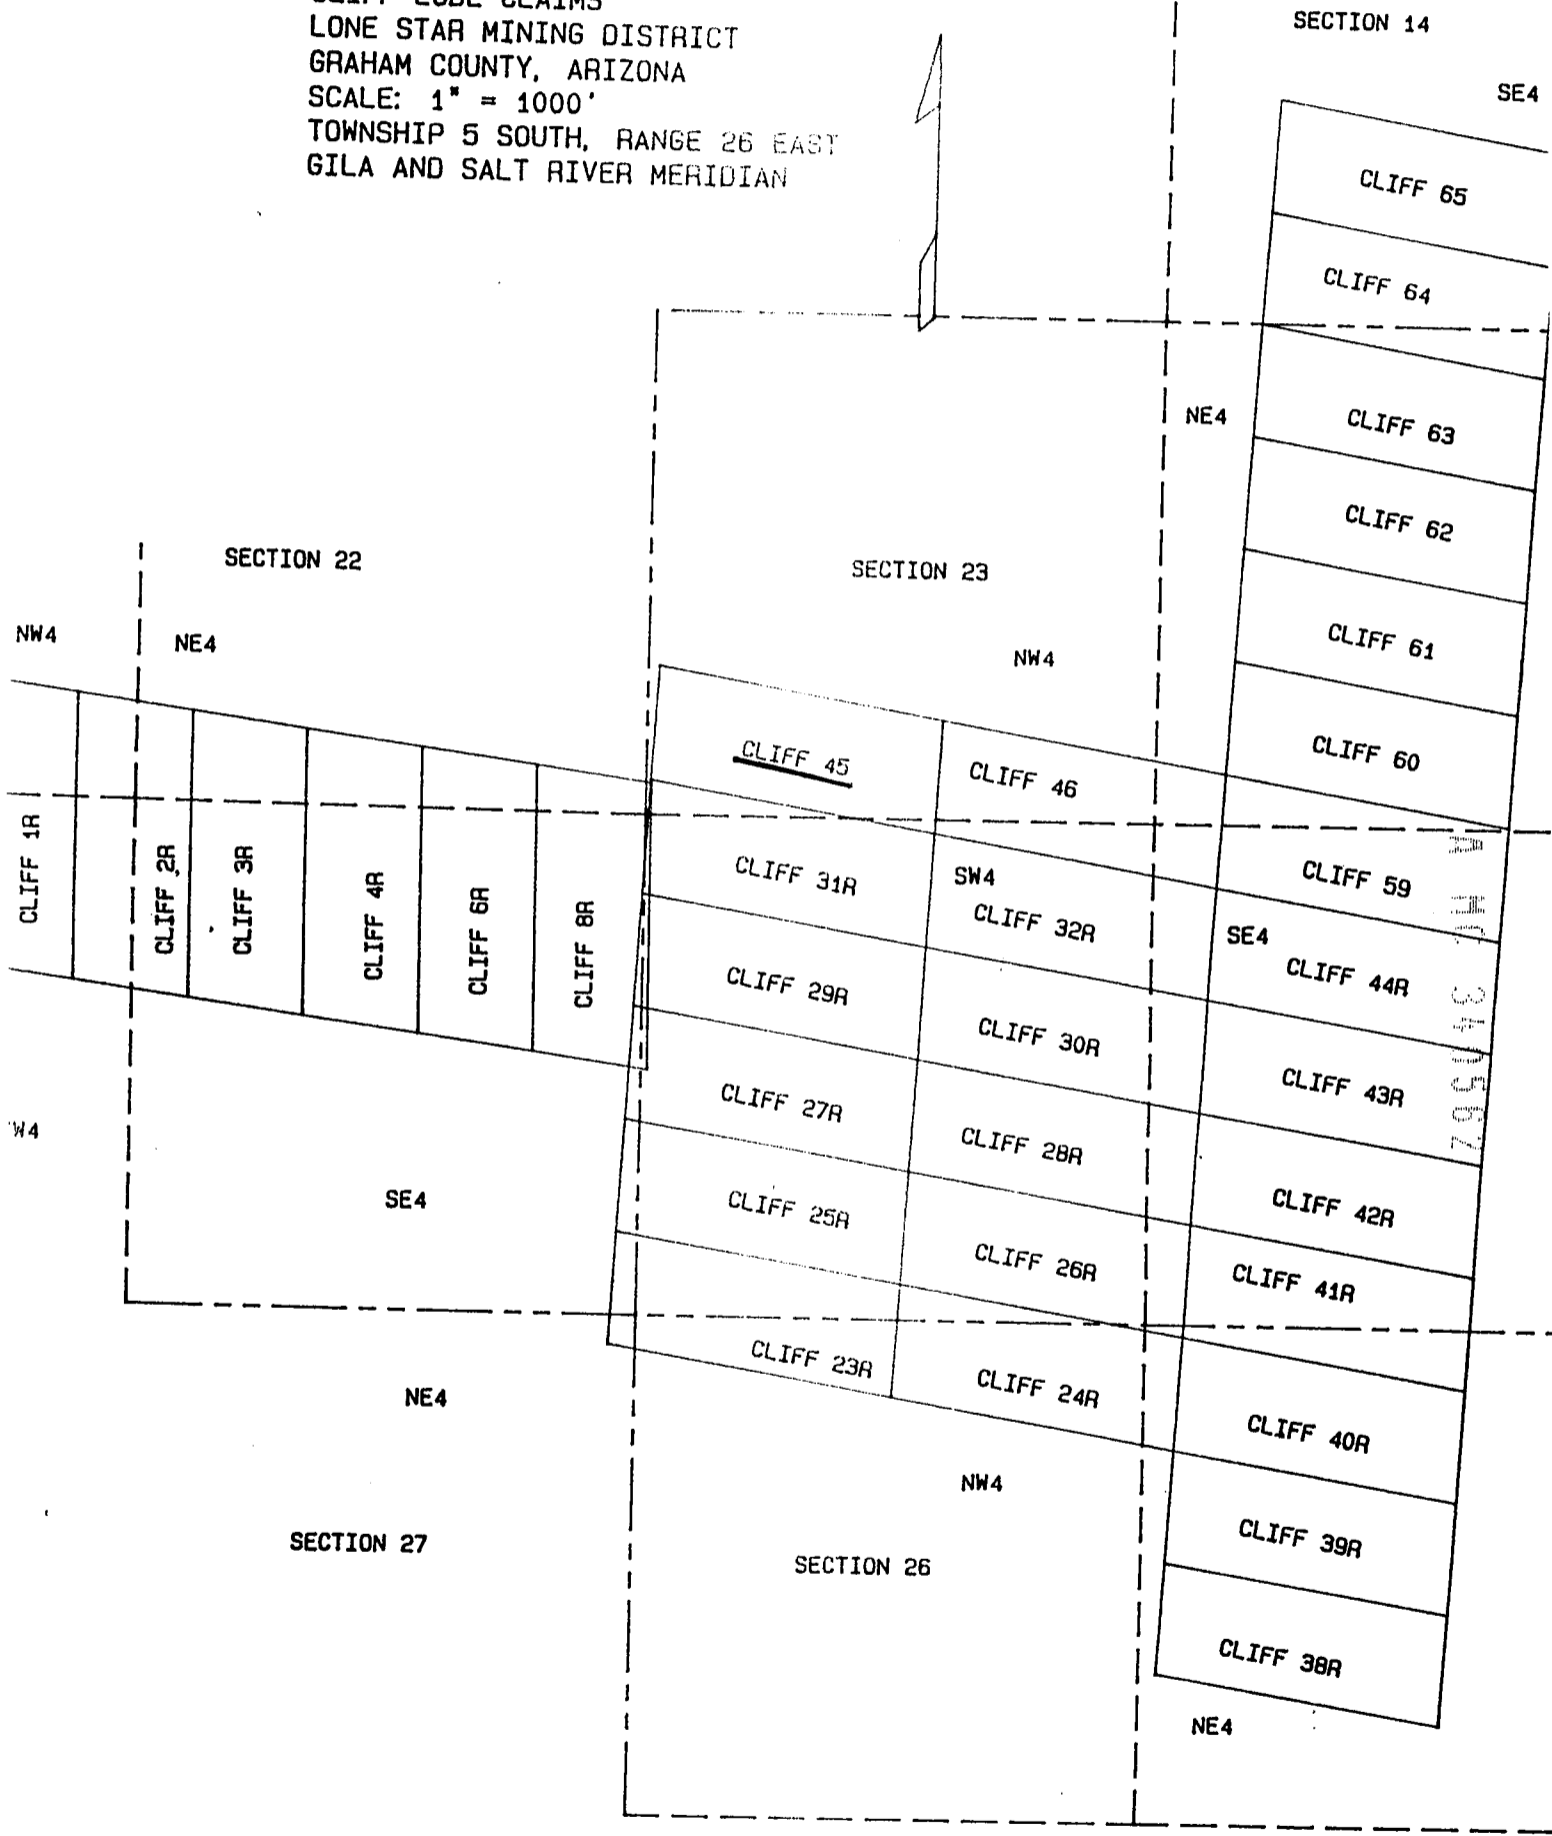 CLIFF LODE CLAIMS
LONE STAR MINING DISTRICT
GRAHAM COUNTY, ARIZONA
SCALE: 1" = 1000'
TOWNSHIP 5 SOUTH, RANGE 26 EAST
GILA AND SALT RIVER MERIDIAN
SECTION 14
SE4
CLIFF 65
CLIFF 64
NE4
CLIFF 63
CLIFF 62
CLIFF 61
CLIFF 60
SECTION 22
SECTION 23
NW4
NE4
NW4
CLIFF 45
CLIFF 46
CLIFF 1R
CLIFF 2R
CLIFF 3R
CLIFF 4R
CLIFF 6R
CLIFF 8R
CLIFF 31R
SW4
CLIFF 32R
CLIFF 59
SE4
CLIFF 44R
CLIFF 29R
CLIFF 30R
CLIFF 43R
CLIFF 27R
CLIFF 28R
W4
SE4
CLIFF 25R
CLIFF 26R
CLIFF 42R
CLIFF 41R
CLIFF 23R
CLIFF 24R
NE4
CLIFF 40R
NW4
CLIFF 39R
SECTION 27
SECTION 26
CLIFF 38R
NE4